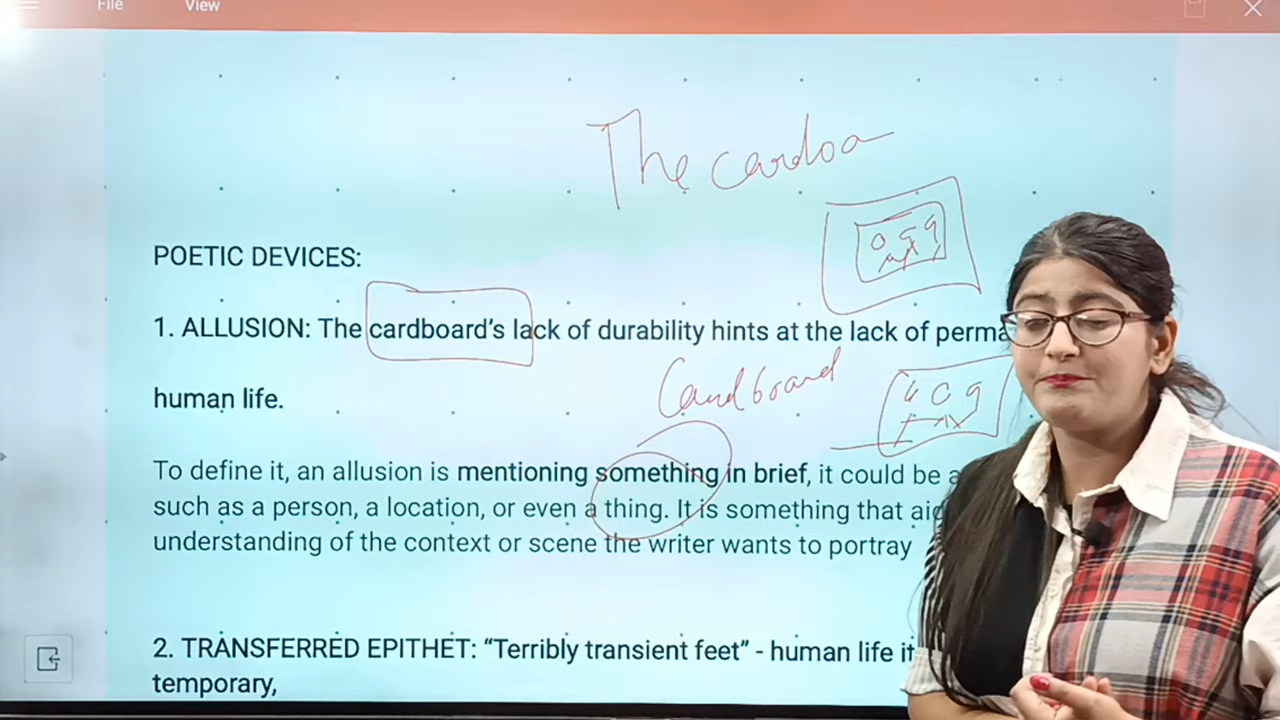 File View
The cardboa
POETIC DEVICES:
1. ALLUSION: The cardboard's lack of durability hints at the lack of perma
human life.
Cardboard
To define it, an allusion is mentioning something in brief, it could be a
such as a person, a location, or even a thing. It is something that aid
understanding of the context or scene the writer wants to portray
2. TRANSFERRED EPITHET: “Terribly transient feet” - human life it
temporary,